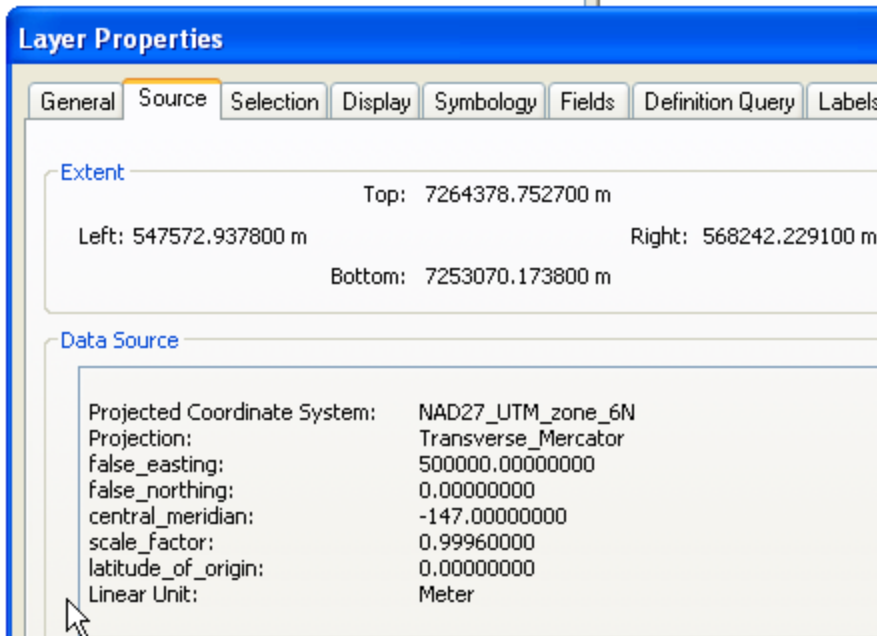 Layer Properties
General Source Selection Display Symbology Fields Definition Query Labels
Extent
Top: 7264378.752700 m
Left: 547572.937800 m Right: 568242.229100 m
Bottom: 7253070.173800 m
Data Source
Projected Coordinate System: NAD27_UTM_zone_6N
Projection: Transverse_Mercator
false_easting: 500000.00000000
false_northing: 0.00000000
central_meridian: -147.00000000
scale_factor: 0.99960000
latitude_of_origin: 0.00000000
Linear Unit: Meter